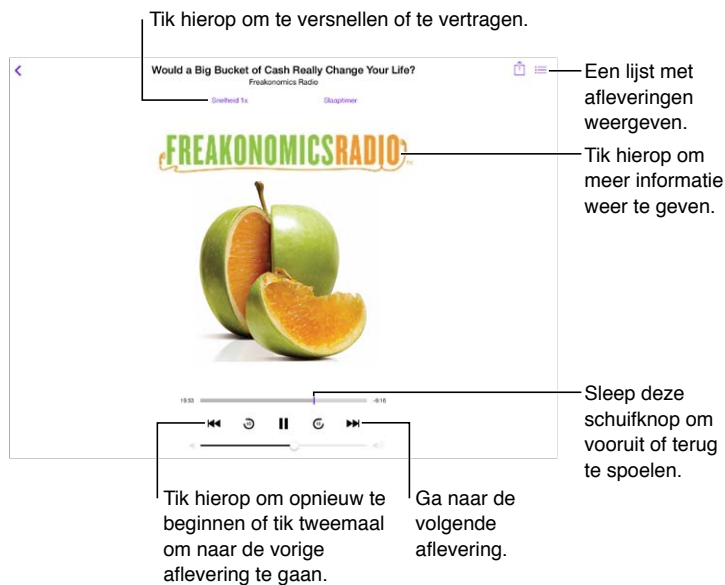 Tik hierop om te versnellen of te vertragen.
Would a Big Bucket of Cash Really Change Your Life?
Freakonomics Radio
Snelheid 1x
Slaaptimer
Een lijst met
afleveringen
weergeven.
FREAKONOMICSRADIO
Tik hierop om
meer informatie
weer te geven.
19:53
-9:16
Sleep deze
schuifknop om
vooruit of terug
te spoelen.
15
15
Tik hierop om opnieuw te
beginnen of tik tweemaal
om naar de vorige
aflevering te gaan.
Ga naar de
volgende
aflevering.